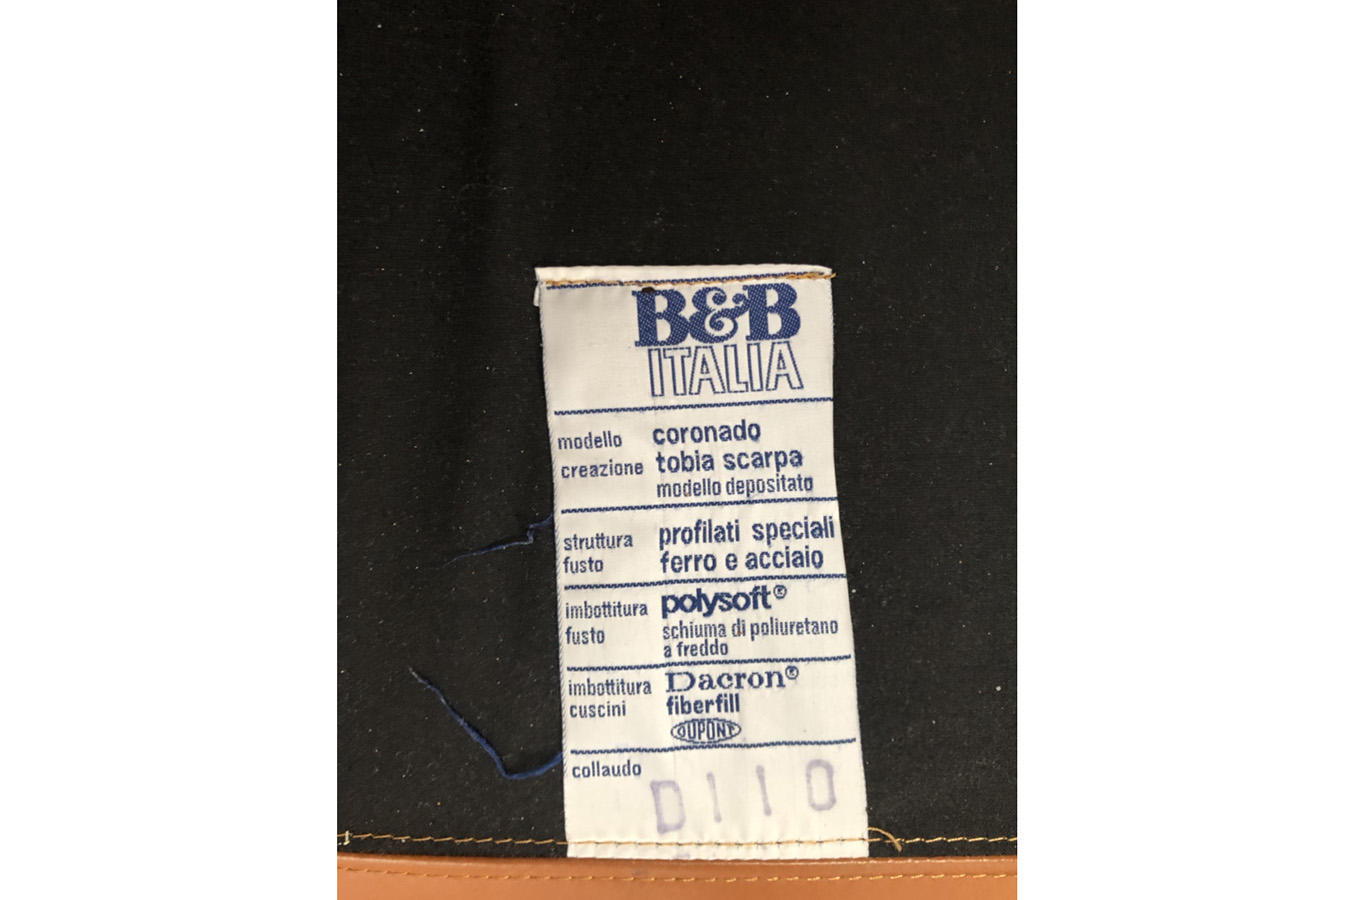 B&B
ITALIA
modello coronado
creazione tobia scarpa
modello depositato
struttura profilati speciali
fusto ferro e acciaio
imbottitura polysoft®
fusto schiuma di poliuretano
a freddo
imbottitura Dacron®
cuscini fiberfill
DUPONT
collaudo D110